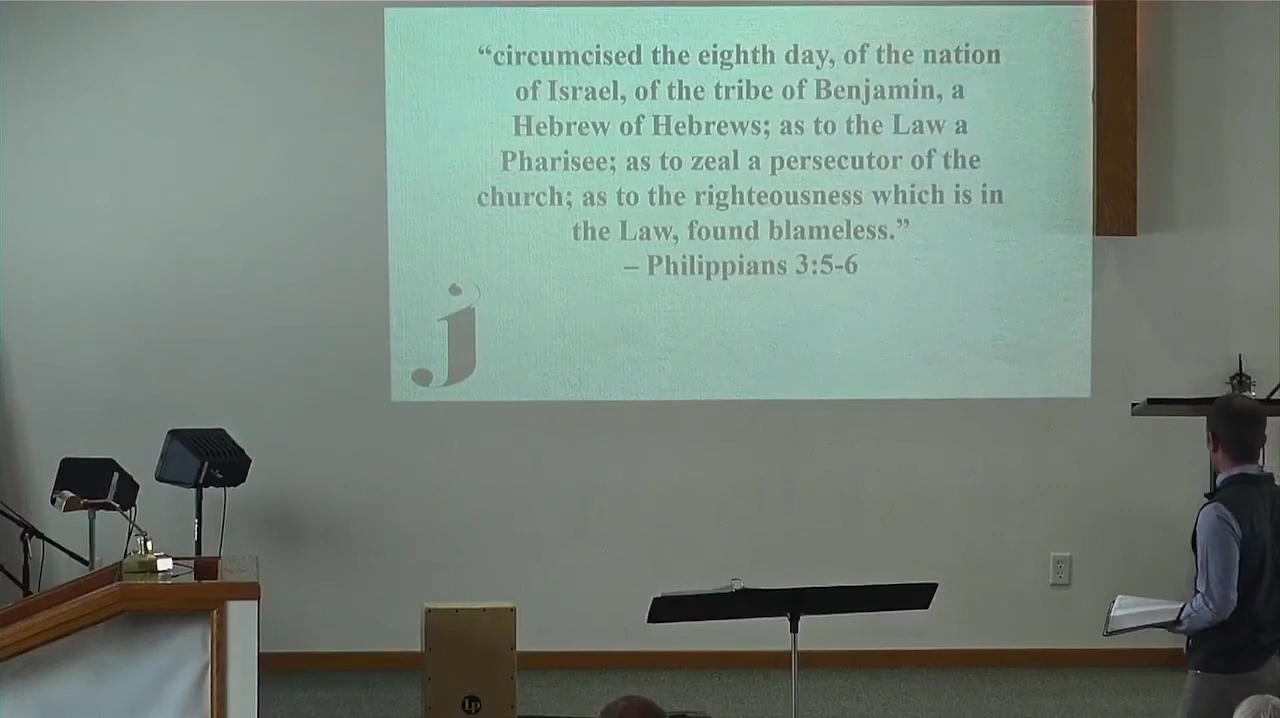 “circumcised the eighth day, of the nation
of Israel, of the tribe of Benjamin, a
Hebrew of Hebrews; as to the Law a
Pharisee; as to zeal a persecutor of the
church; as to the righteousness which is in
the Law, found blameless.”
– Philippians 3:5-6
j
LP